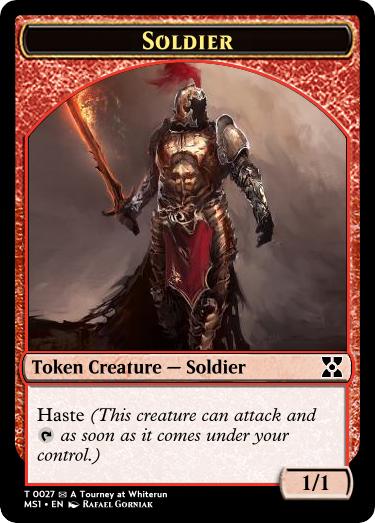 SOLDIER
Token Creature — Soldier
Haste (This creature can attack and
as soon as it comes under your
control.)
1/1
T 0027 A Tourney at Whiterun
MS1 • EN RAFAEL GORNIAK